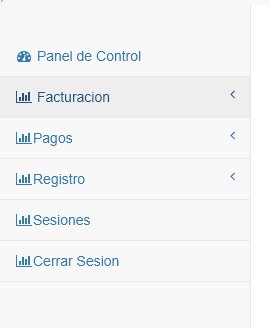 Panel de Control
Facturacion
Pagos
Registro
Sesiones
Cerrar Sesion